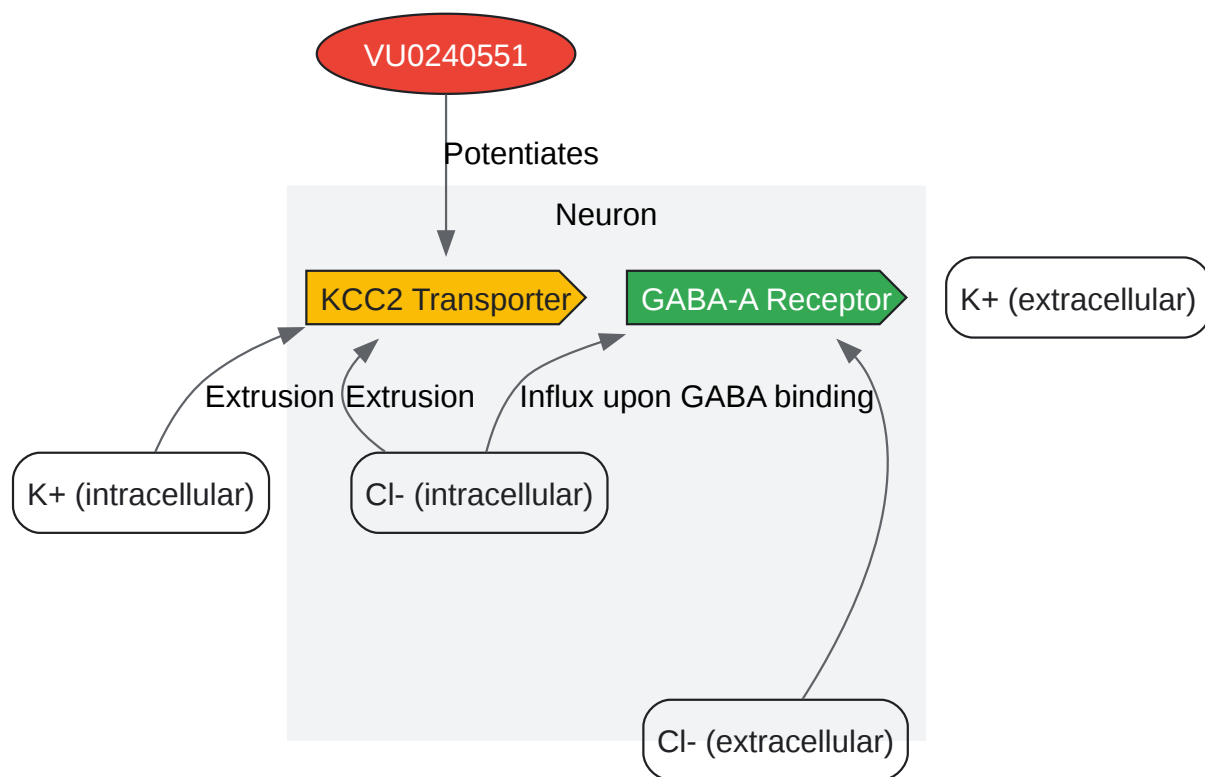 VU0240551
Potentiates
Neuron
KCC2 Transporter
GABA-A Receptor
K+ (extracellular)
Extrusion
Extrusion
Influx upon GABA binding
K+ (intracellular)
Cl- (intracellular)
Cl- (extracellular)